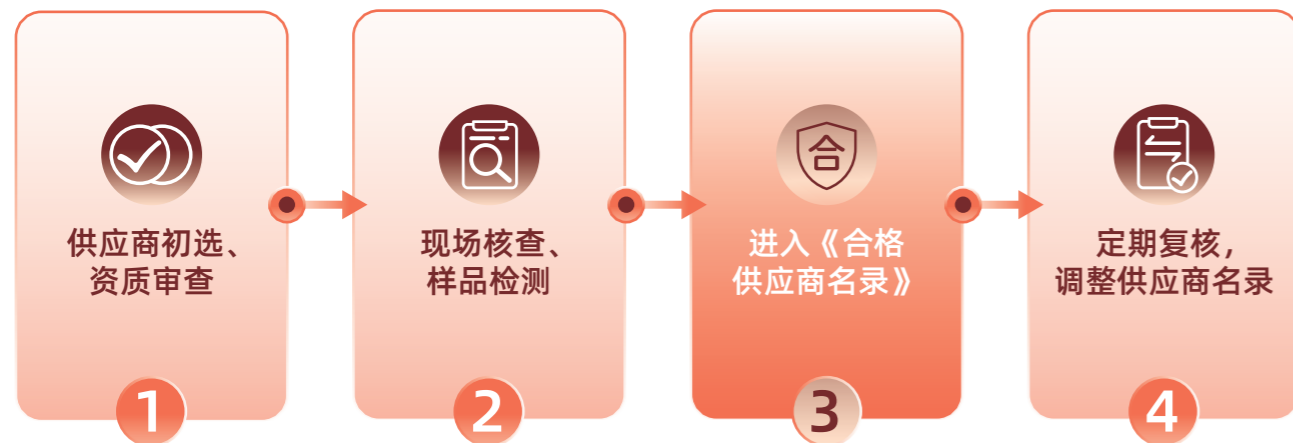 供应商初选、
资质审查
1
现场核查、
样品检测
2
合
进入《合格
供应商名录》
3
定期复核，
调整供应商名录
4